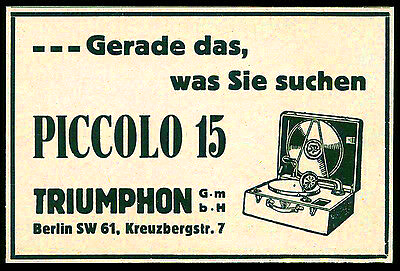 --- Gerade das,
was Sie suchen
PICCOLO 15
TRIUMPHON G·m
b·H
Berlin SW 61, Kreuzbergstr. 7